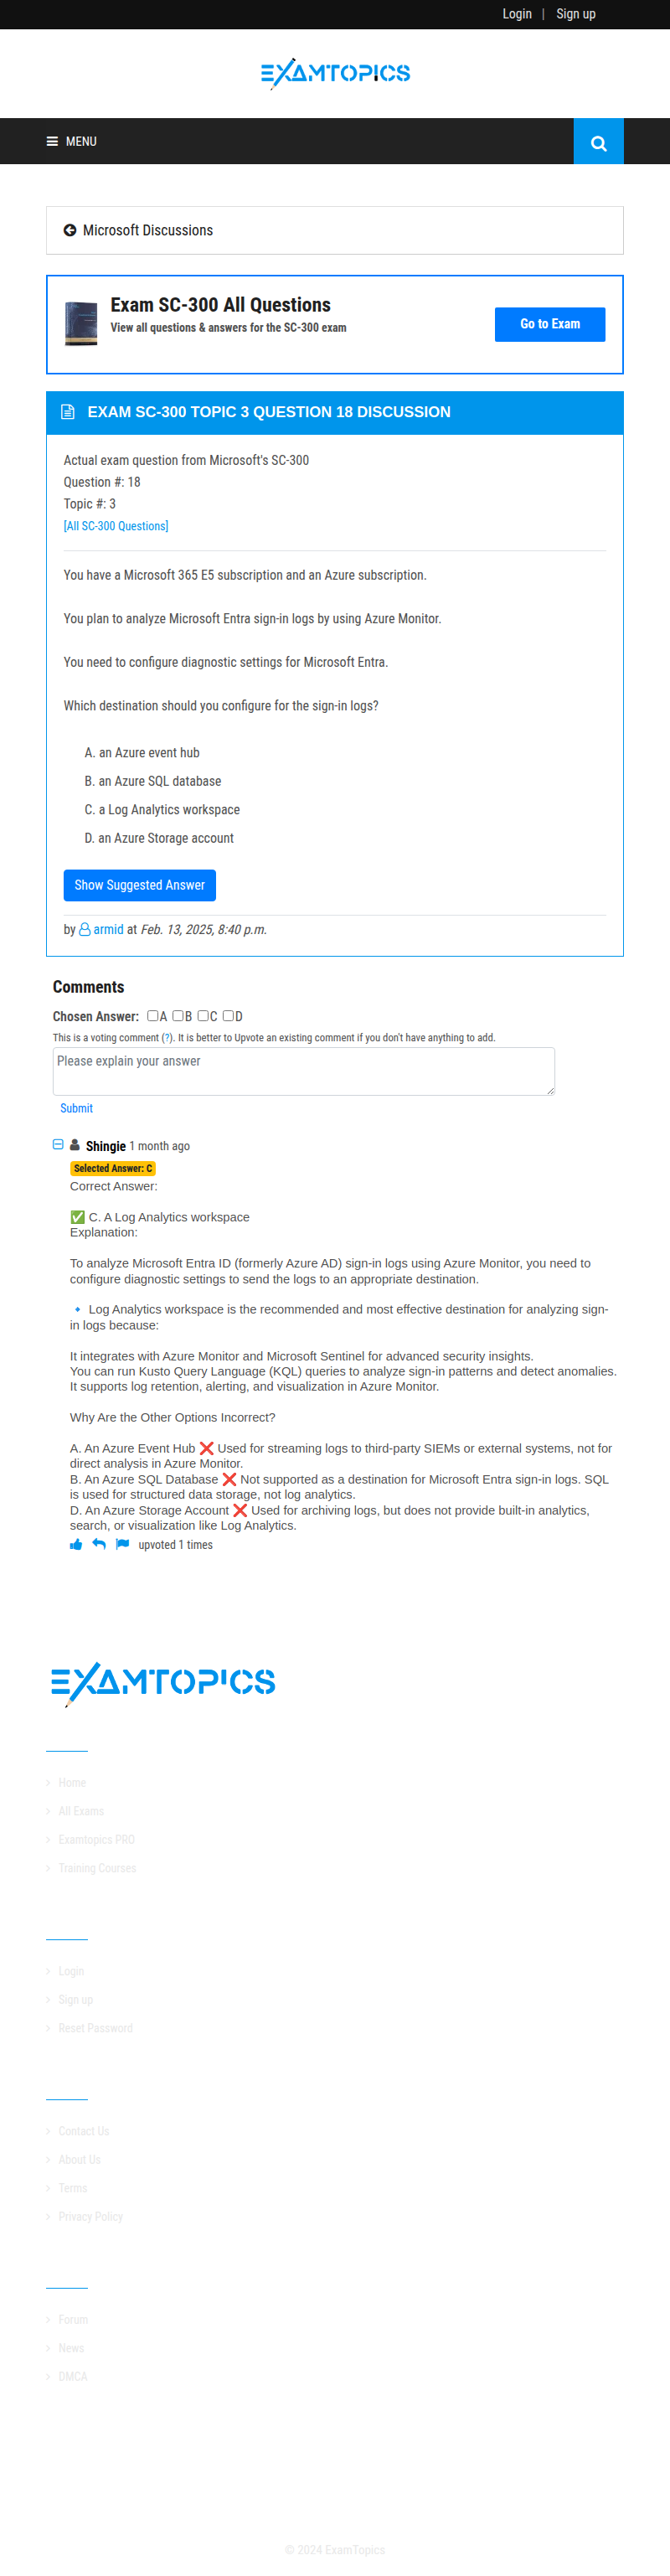 Login | Sign up
EXAMTOPICS
MENU
Microsoft Discussions
Exam SC-300 All Questions
View all questions & answers for the SC-300 exam
Go to Exam
EXAM SC-300 TOPIC 3 QUESTION 18 DISCUSSION
Actual exam question from Microsoft's SC-300
Question #: 18
Topic #: 3
[All SC-300 Questions]
You have a Microsoft 365 E5 subscription and an Azure subscription.
You plan to analyze Microsoft Entra sign-in logs by using Azure Monitor.
You need to configure diagnostic settings for Microsoft Entra.
Which destination should you configure for the sign-in logs?
A. an Azure event hub
B. an Azure SQL database
C. a Log Analytics workspace
D. an Azure Storage account
Show Suggested Answer
by armid at Feb. 13, 2025, 8:40 p.m.
Comments
Chosen Answer: A B C D
This is a voting comment (?). It is better to Upvote an existing comment if you don't have anything to add.
Please explain your answer
Submit
Shingie 1 month ago
Selected Answer: C
Correct Answer:
✅ C. A Log Analytics workspace
Explanation:
To analyze Microsoft Entra ID (formerly Azure AD) sign-in logs using Azure Monitor, you need to
configure diagnostic settings to send the logs to an appropriate destination.
🔹 Log Analytics workspace is the recommended and most effective destination for analyzing sign-
in logs because:
It integrates with Azure Monitor and Microsoft Sentinel for advanced security insights.
You can run Kusto Query Language (KQL) queries to analyze sign-in patterns and detect anomalies.
It supports log retention, alerting, and visualization in Azure Monitor.
Why Are the Other Options Incorrect?
A. An Azure Event Hub ❌ Used for streaming logs to third-party SIEMs or external systems, not for
direct analysis in Azure Monitor.
B. An Azure SQL Database ❌ Not supported as a destination for Microsoft Entra sign-in logs. SQL
is used for structured data storage, not log analytics.
D. An Azure Storage Account ❌ Used for archiving logs, but does not provide built-in analytics,
search, or visualization like Log Analytics.
upvoted 1 times
EXAMTOPICS
Home
All Exams
Examtopics PRO
Training Courses
Login
Sign up
Reset Password
Contact Us
About Us
Terms
Privacy Policy
Forum
News
DMCA
© 2024 ExamTopics